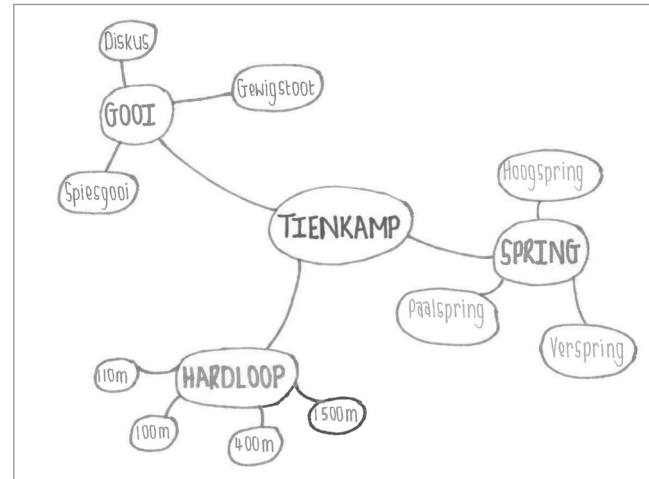 Diskus
GOOI
Gewigstoot
Spiesgooi
TIENKAMP
Hoogspring
SPRING
Paalspring
Verspring
HARDLOOP
110m
100m
400m
1500m